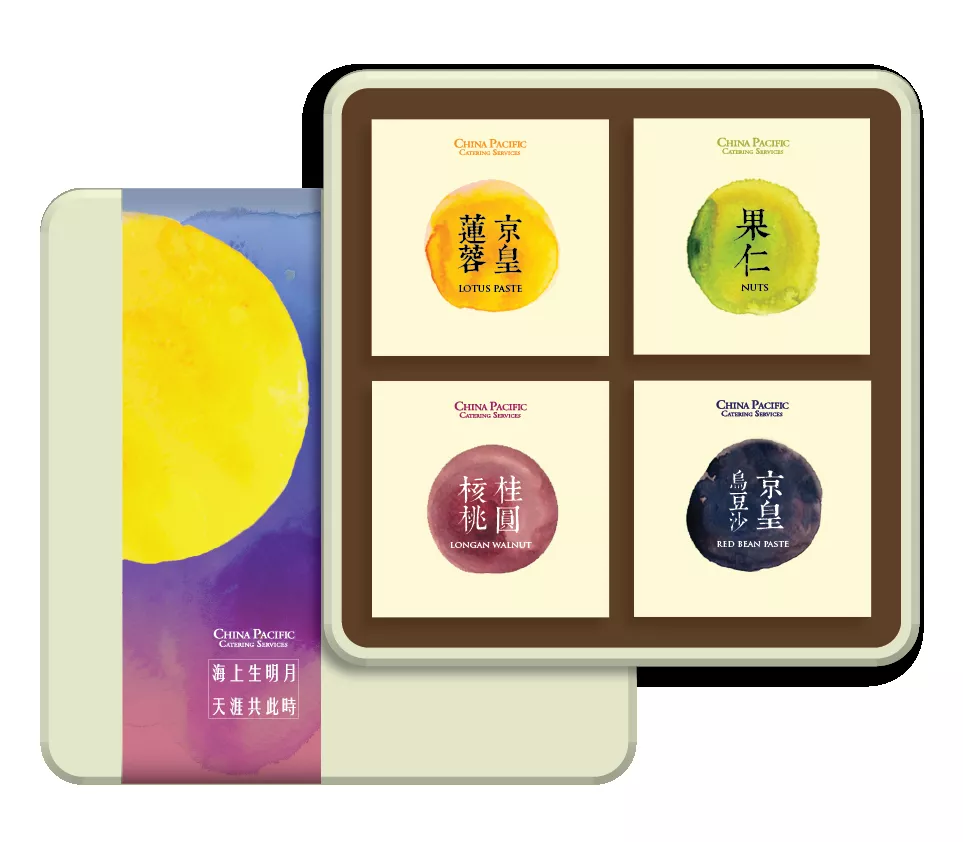 CHINA PACIFIC
CATERING SERVICES
京皇
蓮蓉
LOTUS PASTE
CHINA PACIFIC
CATERING SERVICES
果仁
NUTS
CHINA PACIFIC
CATERING SERVICES
桂圓
核桃
LONGAN WALNUT
CHINA PACIFIC
CATERING SERVICES
京皇
烏豆沙
RED BEAN PASTE
CHINA PACIFIC
CATERING SERVICES
海上生明月
天涯共此時